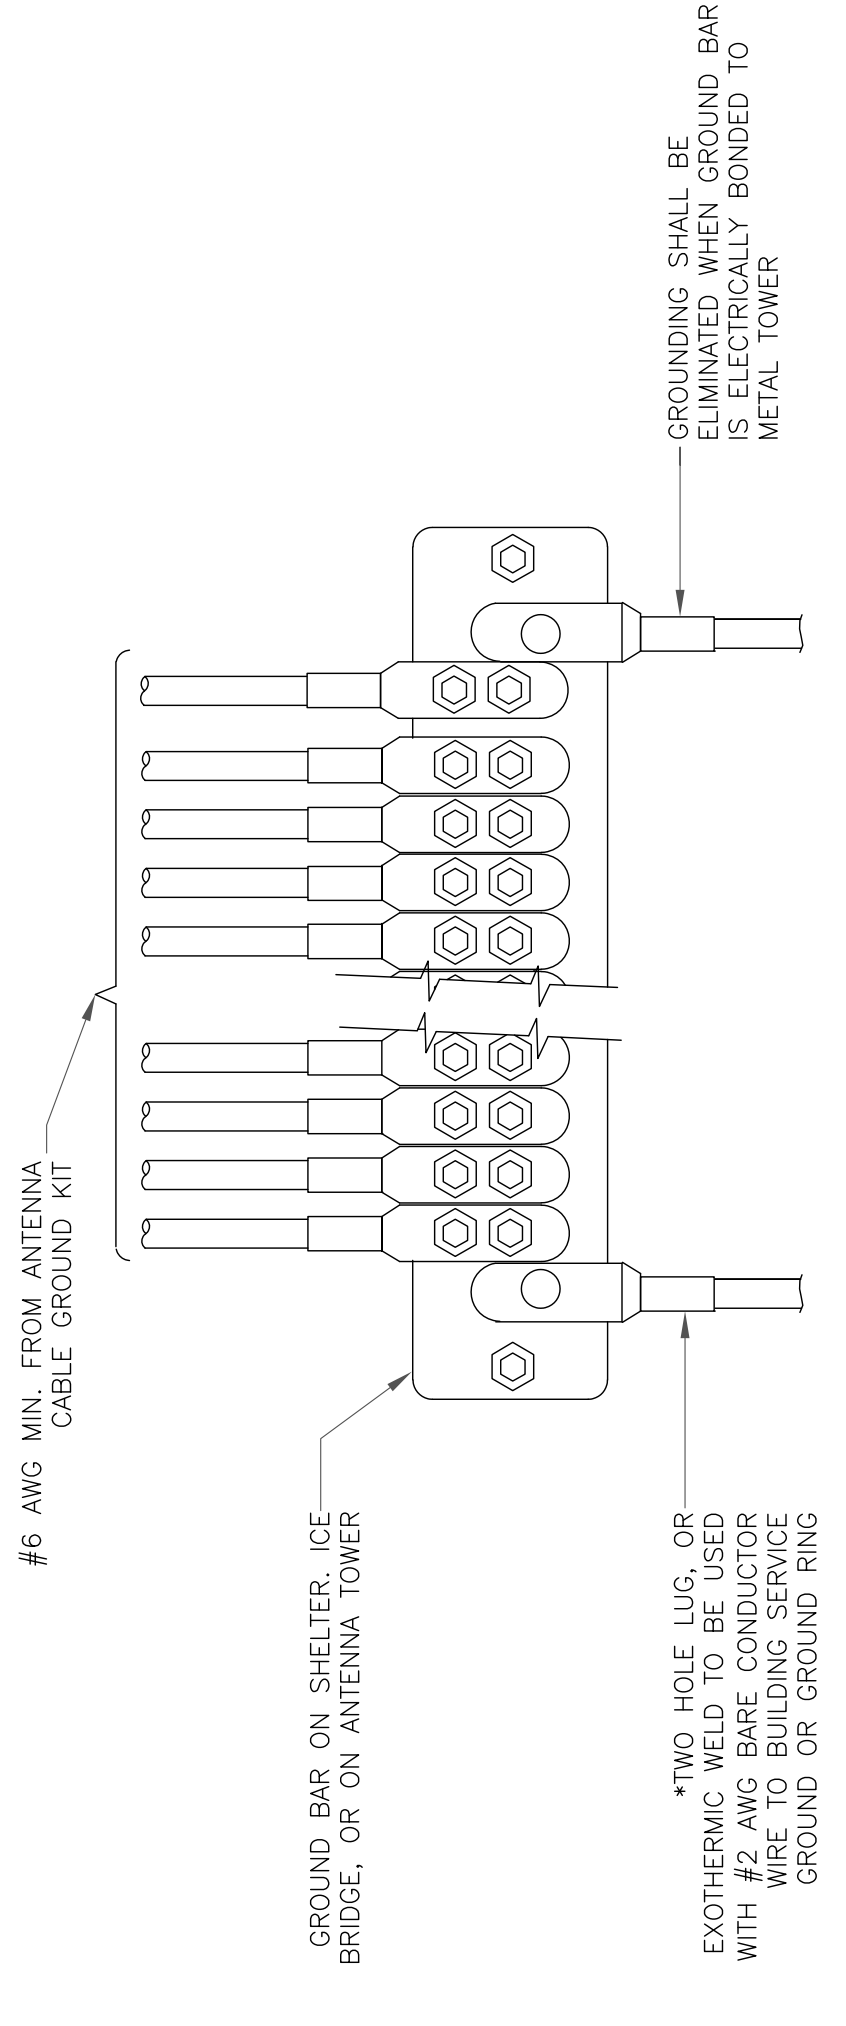 #6 AWG MIN. FROM ANTENNA
CABLE GROUND KIT
GROUND BAR ON SHELTER. ICE
BRIDGE, OR ON ANTENNA TOWER
*TWO HOLE LUG, OR
EXOTHERMIC WELD TO BE USED
WITH #2 AWG BARE CONDUCTOR
WIRE TO BUILDING SERVICE
GROUND OR GROUND RING
GROUNDING SHALL BE
ELIMINATED WHEN GROUND BAR
IS ELECTRICALLY BONDED TO
METAL TOWER